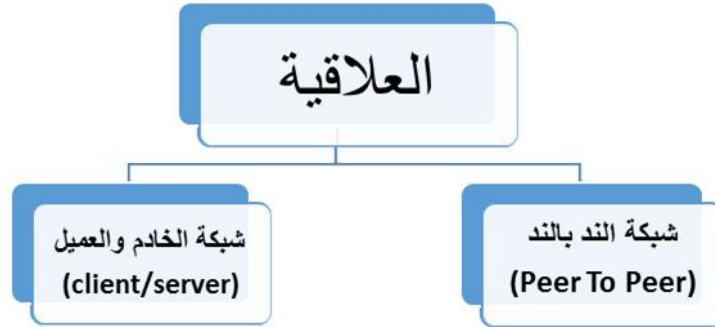 العلاقية
شبكة الند بالند
(Peer To Peer)
شبكة الخادم والعميل
(client/server)